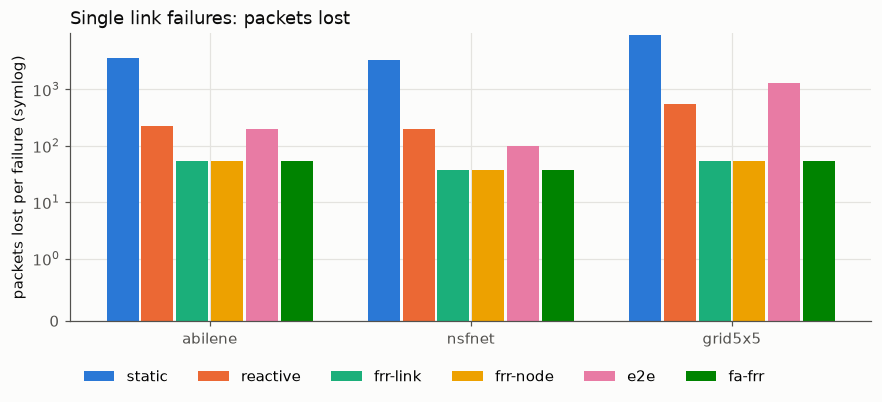 Single link failures: packets lost
packets lost per failure (symlog)
10³
10²
10¹
10⁰
0
abilene nsfnet grid5x5
static reactive frr-link frr-node e2e fa-frr